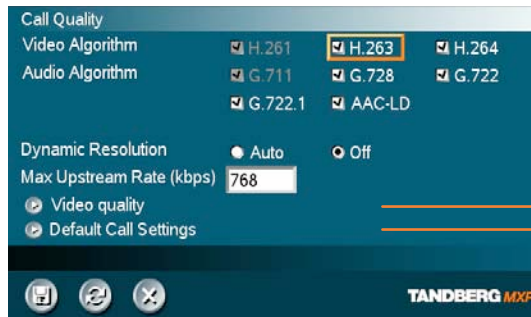 Call Quality
Video Algorithm H.261 H.263 H.264
Audio Algorithm G.711 G.728 G.722
G.722.1 AAC-LD
Dynamic Resolution Auto Off
Max Upstream Rate (kbps) 768
Video quality
Default Call Settings
TANDBERG MXP